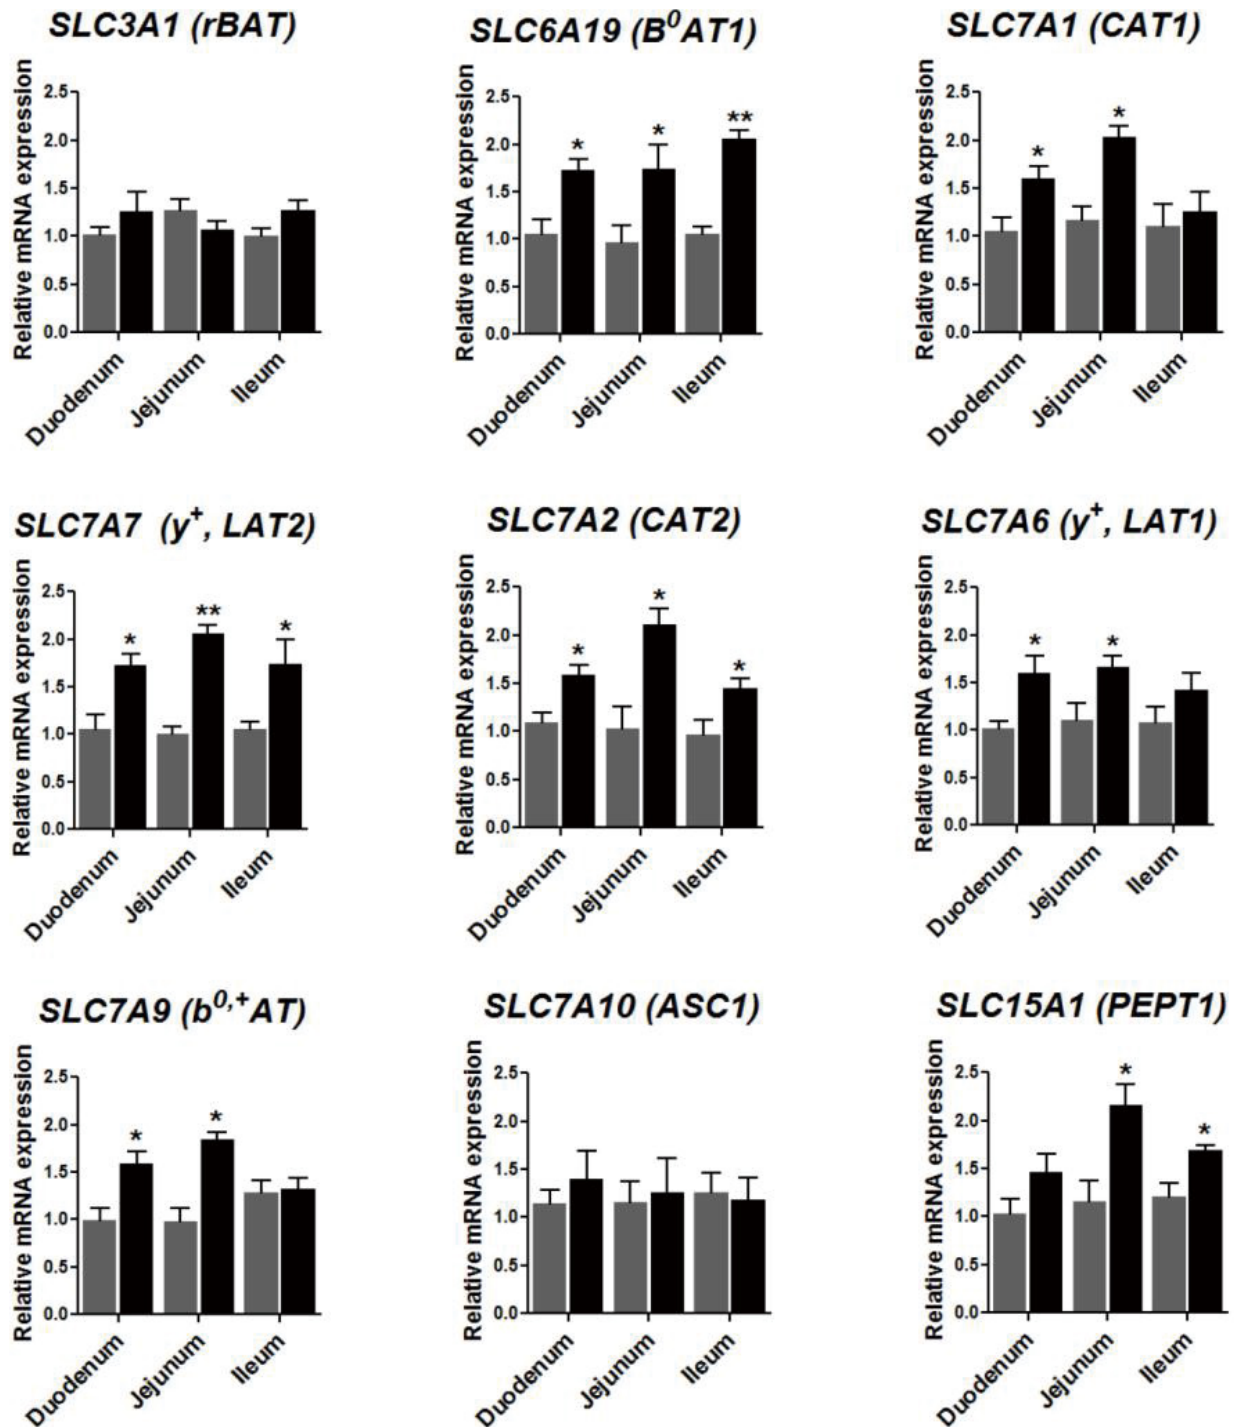 SLC3A1 (rBAT)
Relative mRNA expression
2.5
2.0
1.5
1.0
0.5
0.0
Duodenum
Jejunum
Ileum
SLC6A19 (B⁰AT1)
Relative mRNA expression
2.5
2.0
1.5
1.0
0.5
0.0
*
*
**
Duodenum
Jejunum
Ileum
SLC7A1 (CAT1)
Relative mRNA expression
2.5
2.0
1.5
1.0
0.5
0.0
*
*
Duodenum
Jejunum
Ileum
SLC7A7 (y⁺, LAT2)
Relative mRNA expression
2.5
2.0
1.5
1.0
0.5
0.0
*
**
*
Duodenum
Jejunum
Ileum
SLC7A2 (CAT2)
Relative mRNA expression
2.5
2.0
1.5
1.0
0.5
0.0
*
*
*
Duodenum
Jejunum
Ileum
SLC7A6 (y⁺, LAT1)
Relative mRNA expression
2.5
2.0
1.5
1.0
0.5
0.0
*
*
Duodenum
Jejunum
Ileum
SLC7A9 (b⁰,⁺AT)
Relative mRNA expression
2.5
2.0
1.5
1.0
0.5
0.0
*
*
Duodenum
Jejunum
Ileum
SLC7A10 (ASC1)
Relative mRNA expression
2.5
2.0
1.5
1.0
0.5
0.0
Duodenum
Jejunum
Ileum
SLC15A1 (PEPT1)
Relative mRNA expression
2.5
2.0
1.5
1.0
0.5
0.0
*
*
Duodenum
Jejunum
Ileum